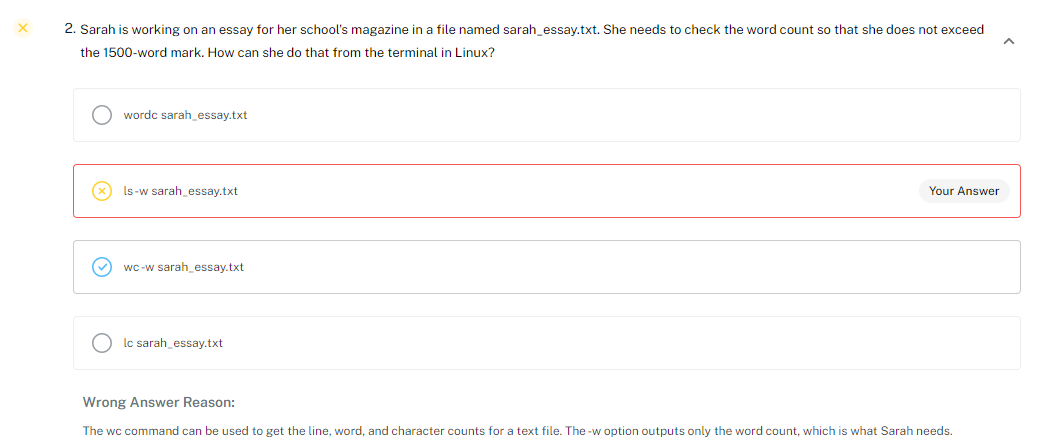 2. Sarah is working on an essay for her school's magazine in a file named sarah_essay.txt. She needs to check the word count so that she does not exceed
the 1500-word mark. How can she do that from the terminal in Linux?
wordc sarah_essay.txt
ls -w sarah_essay.txt
Your Answer
wc -w sarah_essay.txt
lc sarah_essay.txt
Wrong Answer Reason:
The wc command can be used to get the line, word, and character counts for a text file. The -w option outputs only the word count, which is what Sarah needs.